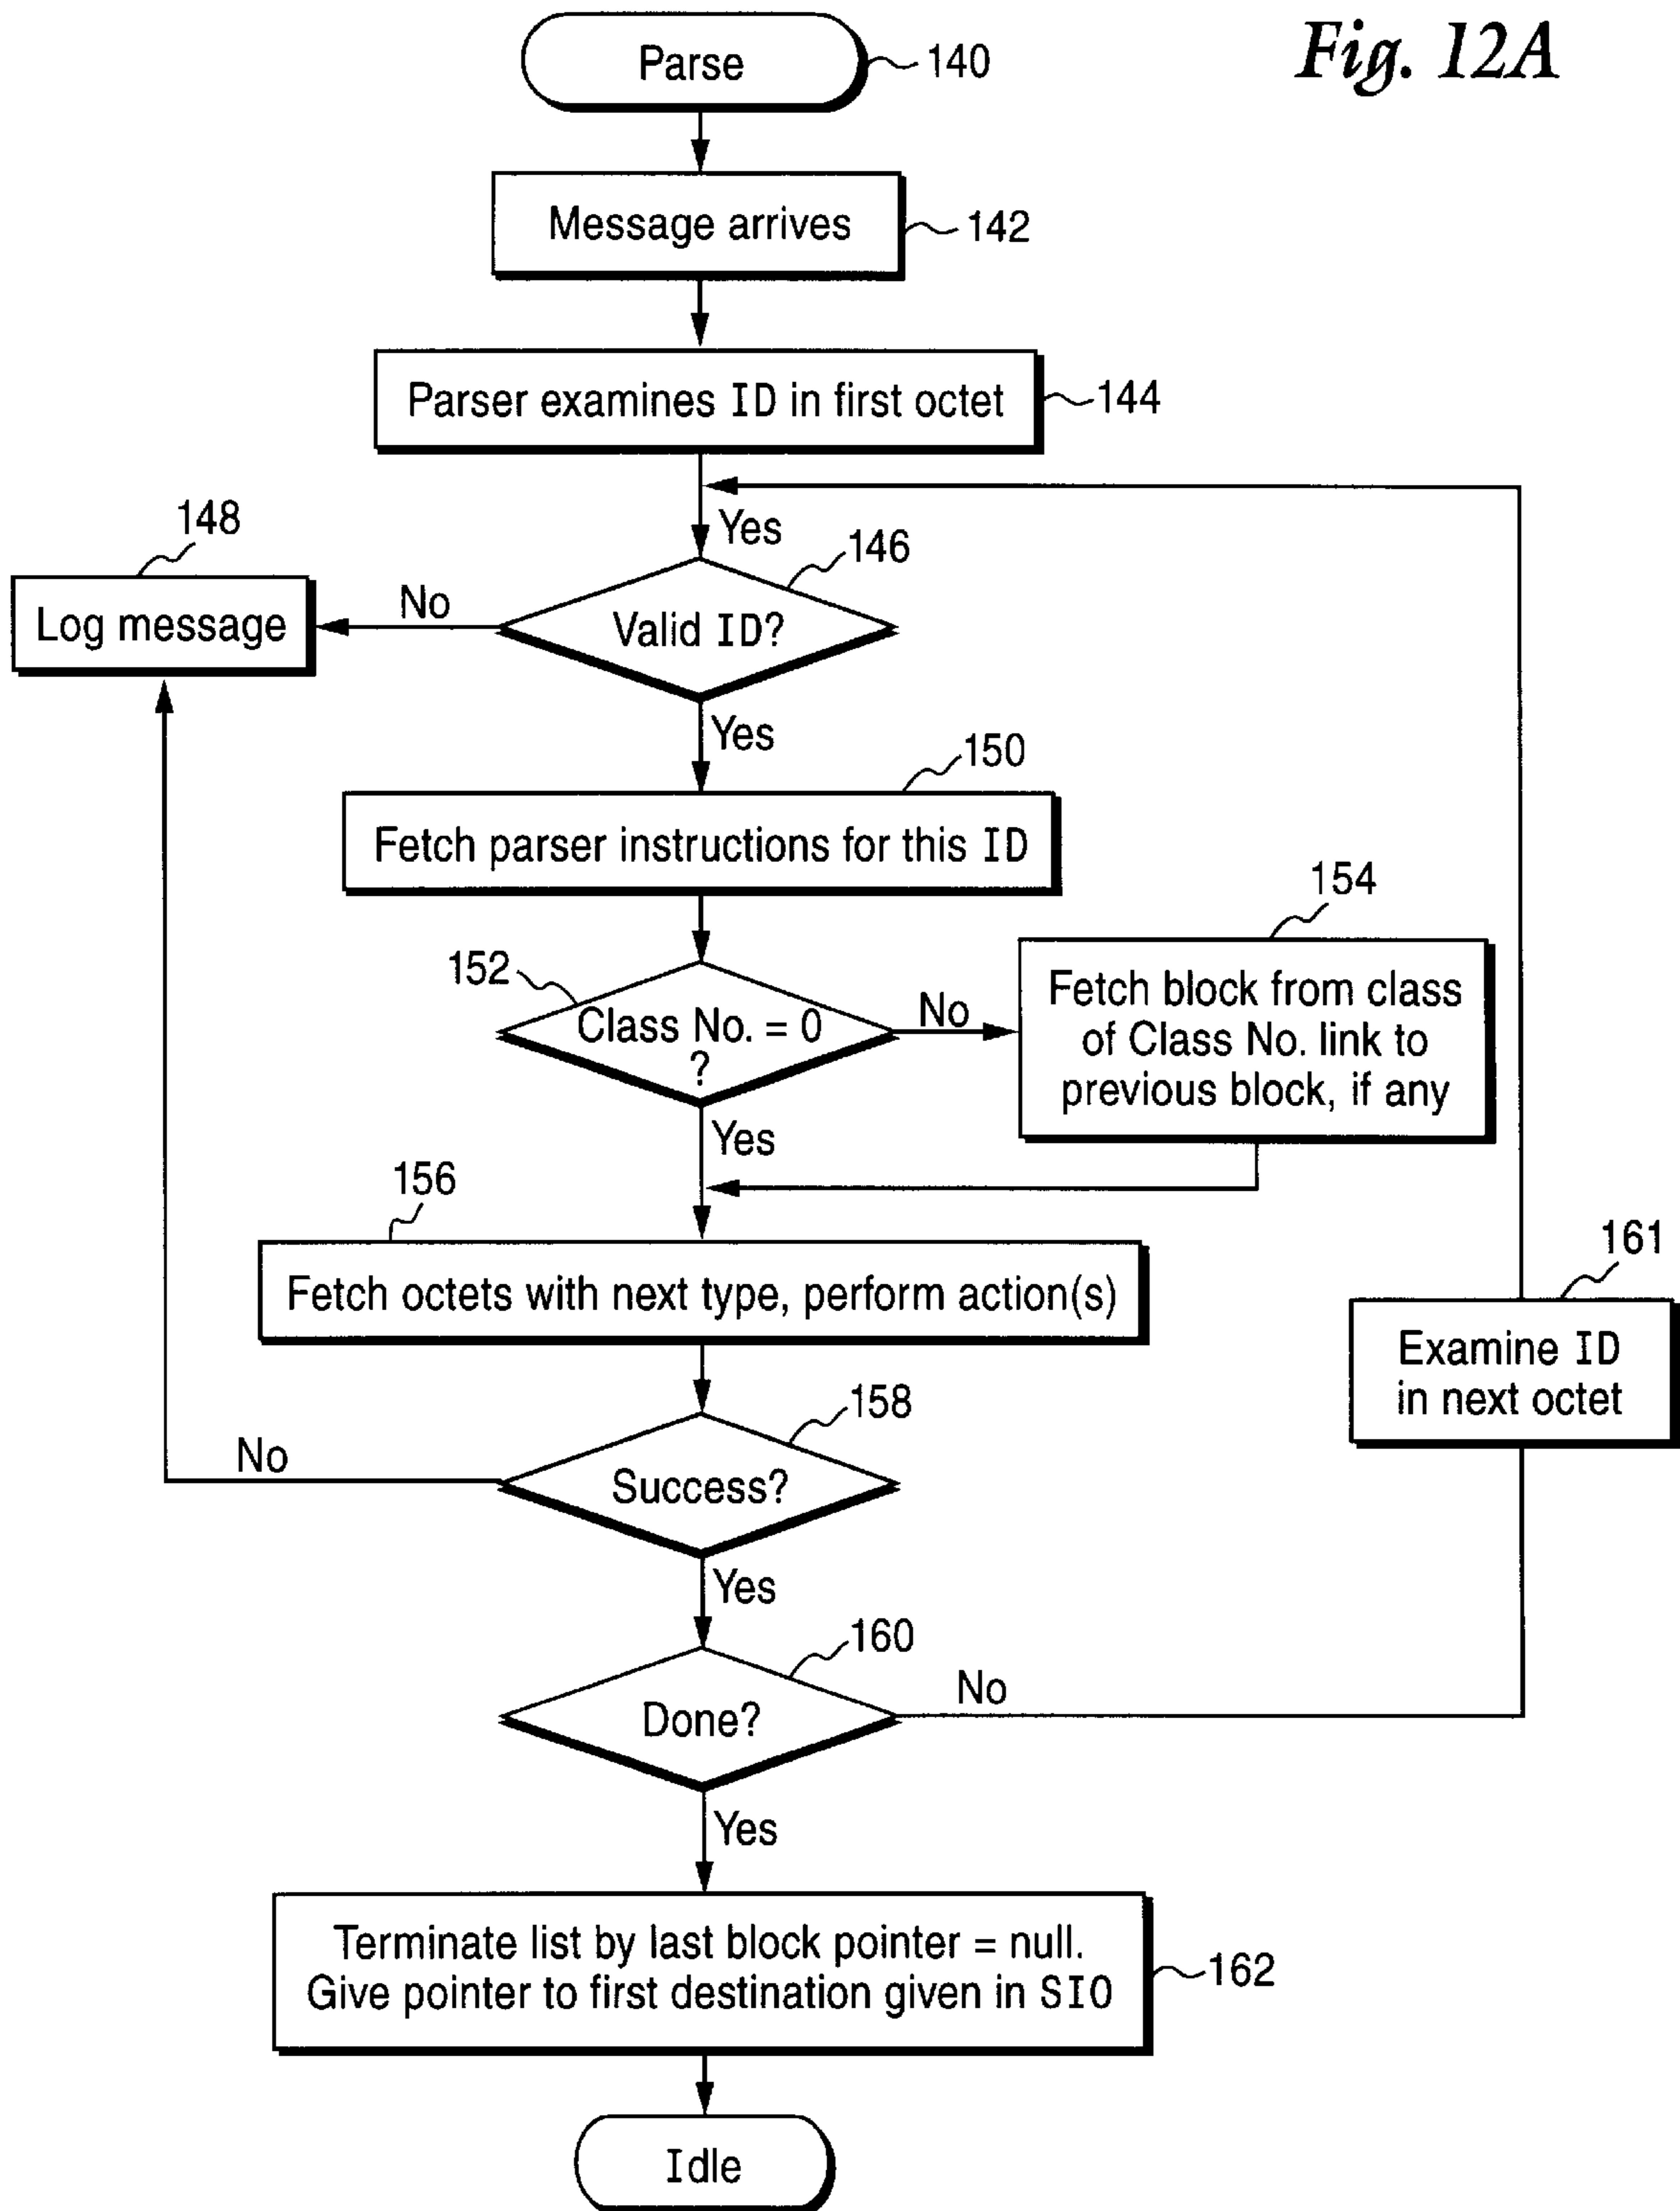 Fig. 12A
Parse
140
Message arrives
142
Parser examines ID in first octet
144
Yes
148
146
Log message
No
Valid ID?
Yes
150
Fetch parser instructions for this ID
154
152
Class No. = 0
?
No
Fetch block from class
of Class No. link to
previous block, if any
Yes
156
Fetch octets with next type, perform action(s)
161
Examine ID
in next octet
158
No
Success?
Yes
160
Done?
No
Yes
Terminate list by last block pointer = null.
Give pointer to first destination given in SIO
162
Idle